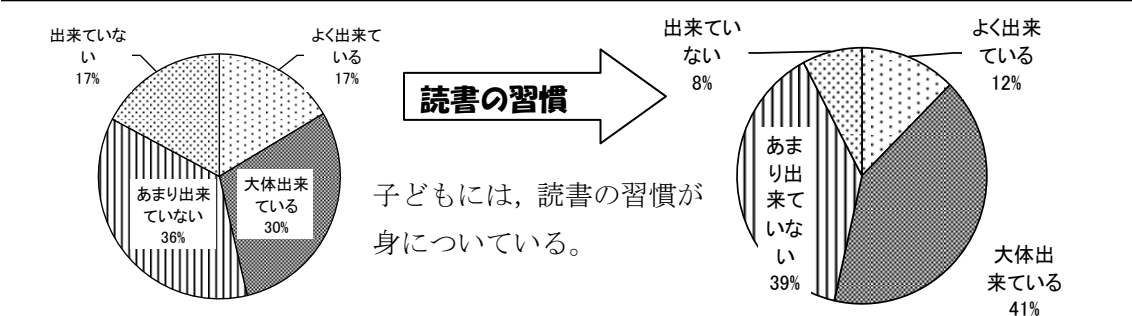 出来ていな
い
17%
よく出来て
いる
17%
あまり出来
ていない
36%
大体出来
ている
30%
読書の習慣
子どもには，読書の習慣が
身についている。
出来てい
ない
8%
よく出来
ている
12%
あま
り出
来て
いな
い
39%
大体出
来ている
41%